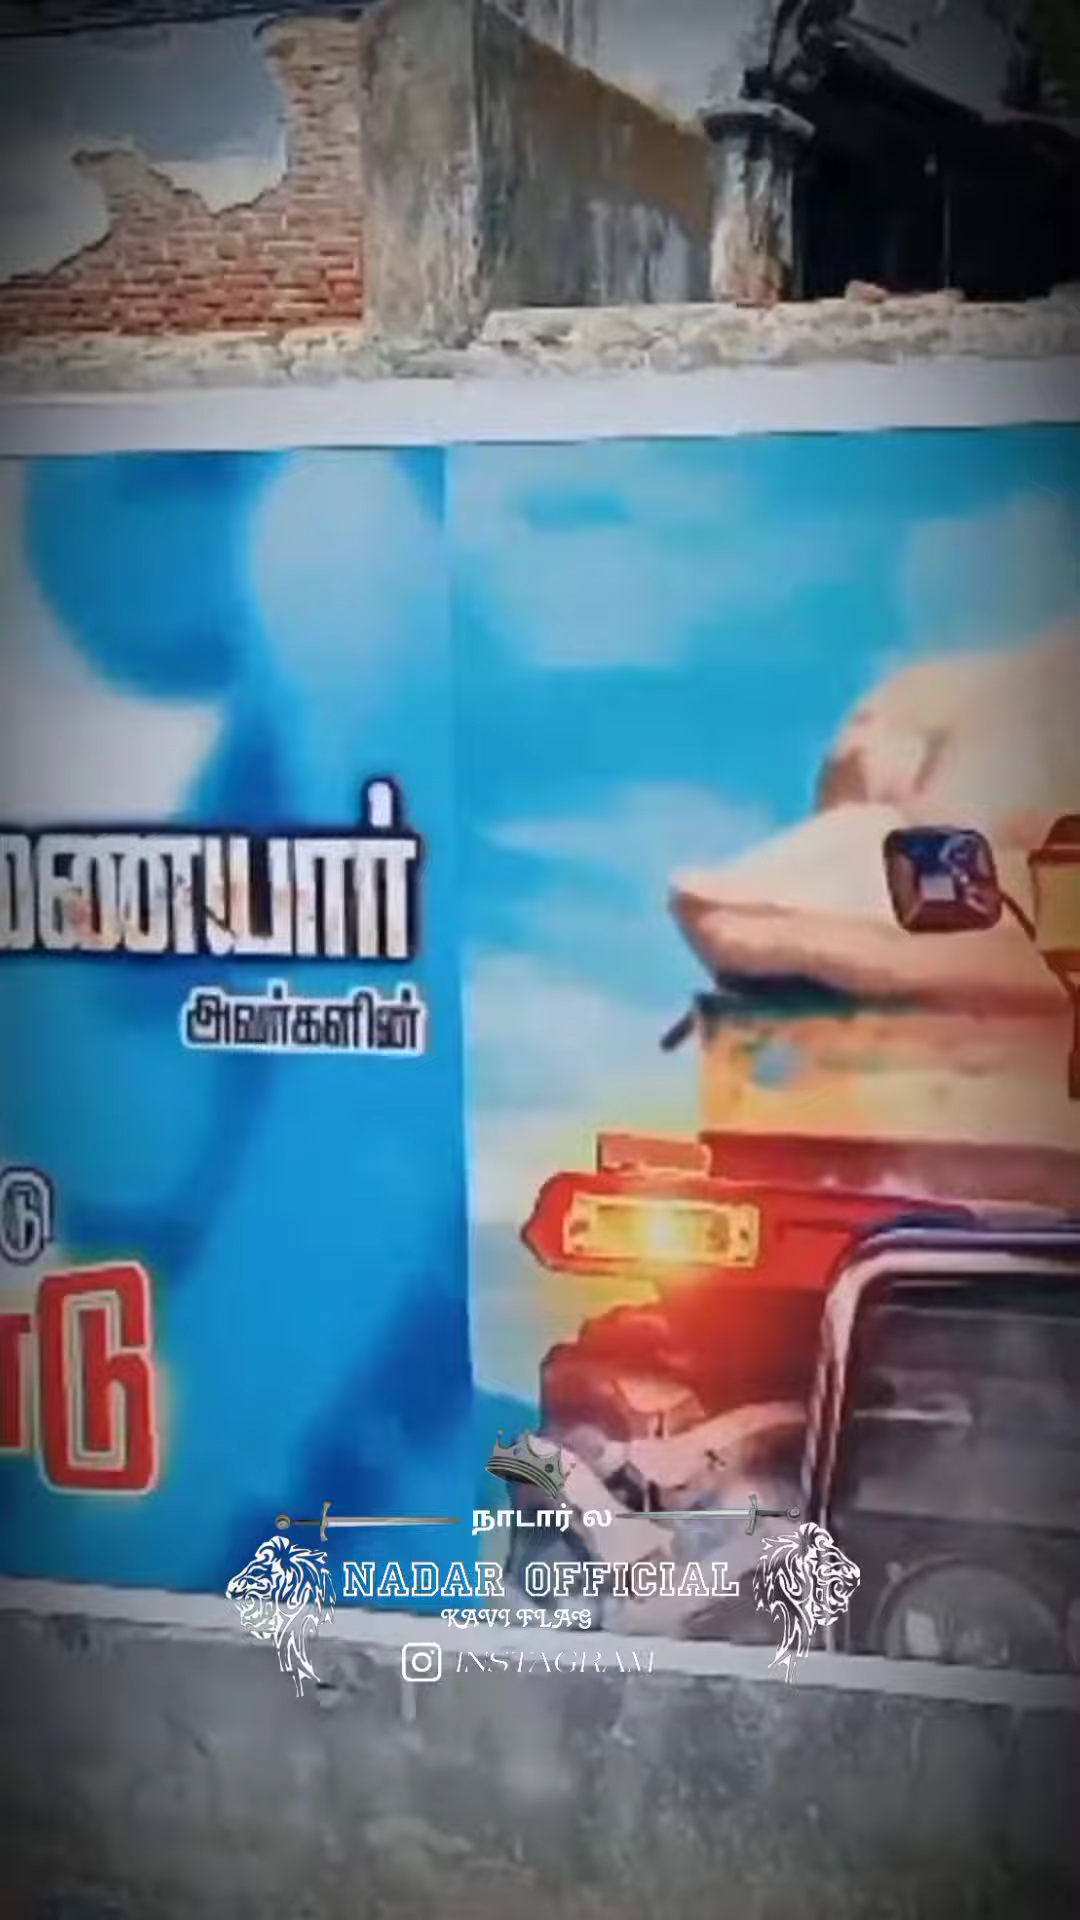 ணையார்
அவர்களின்
டு
நாடார் ல
NADAR OFFICIAL
KAVI FLAG
INSTAGRAM